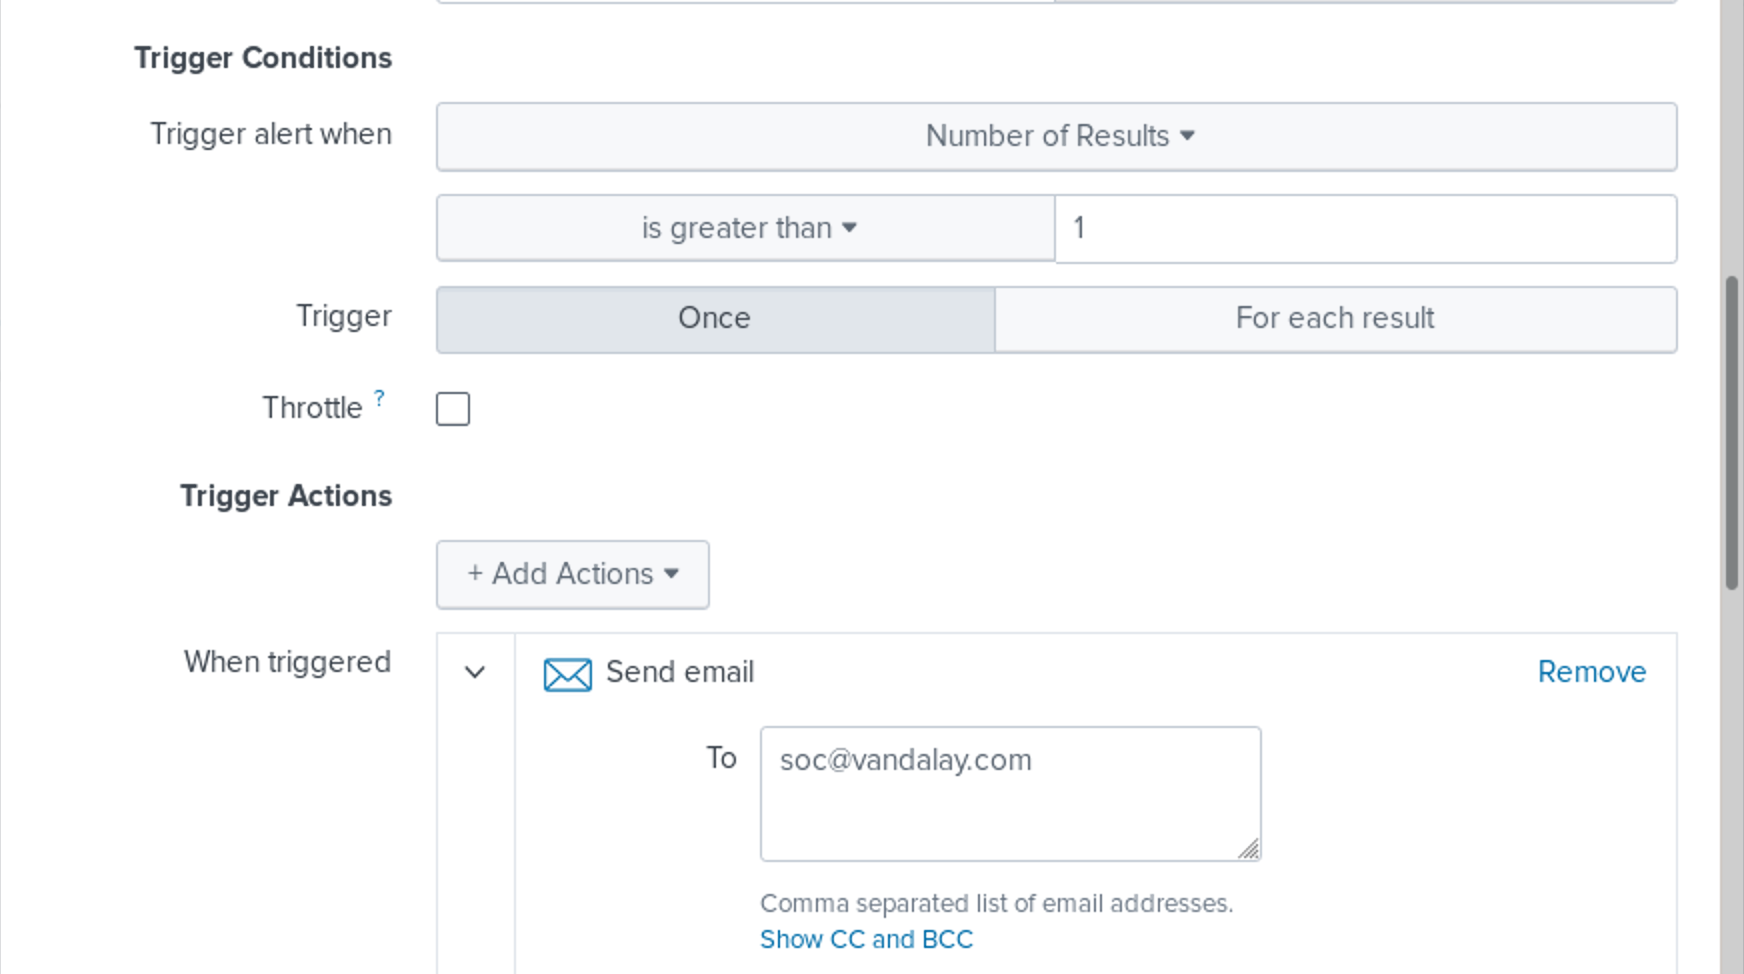 Trigger Conditions
Trigger alert when
Number of Results
is greater than
1
Trigger
Once
For each result
Throttle ?
Trigger Actions
+ Add Actions
When triggered
Send email
Remove
To
soc@vandalay.com
Comma separated list of email addresses.
Show CC and BCC